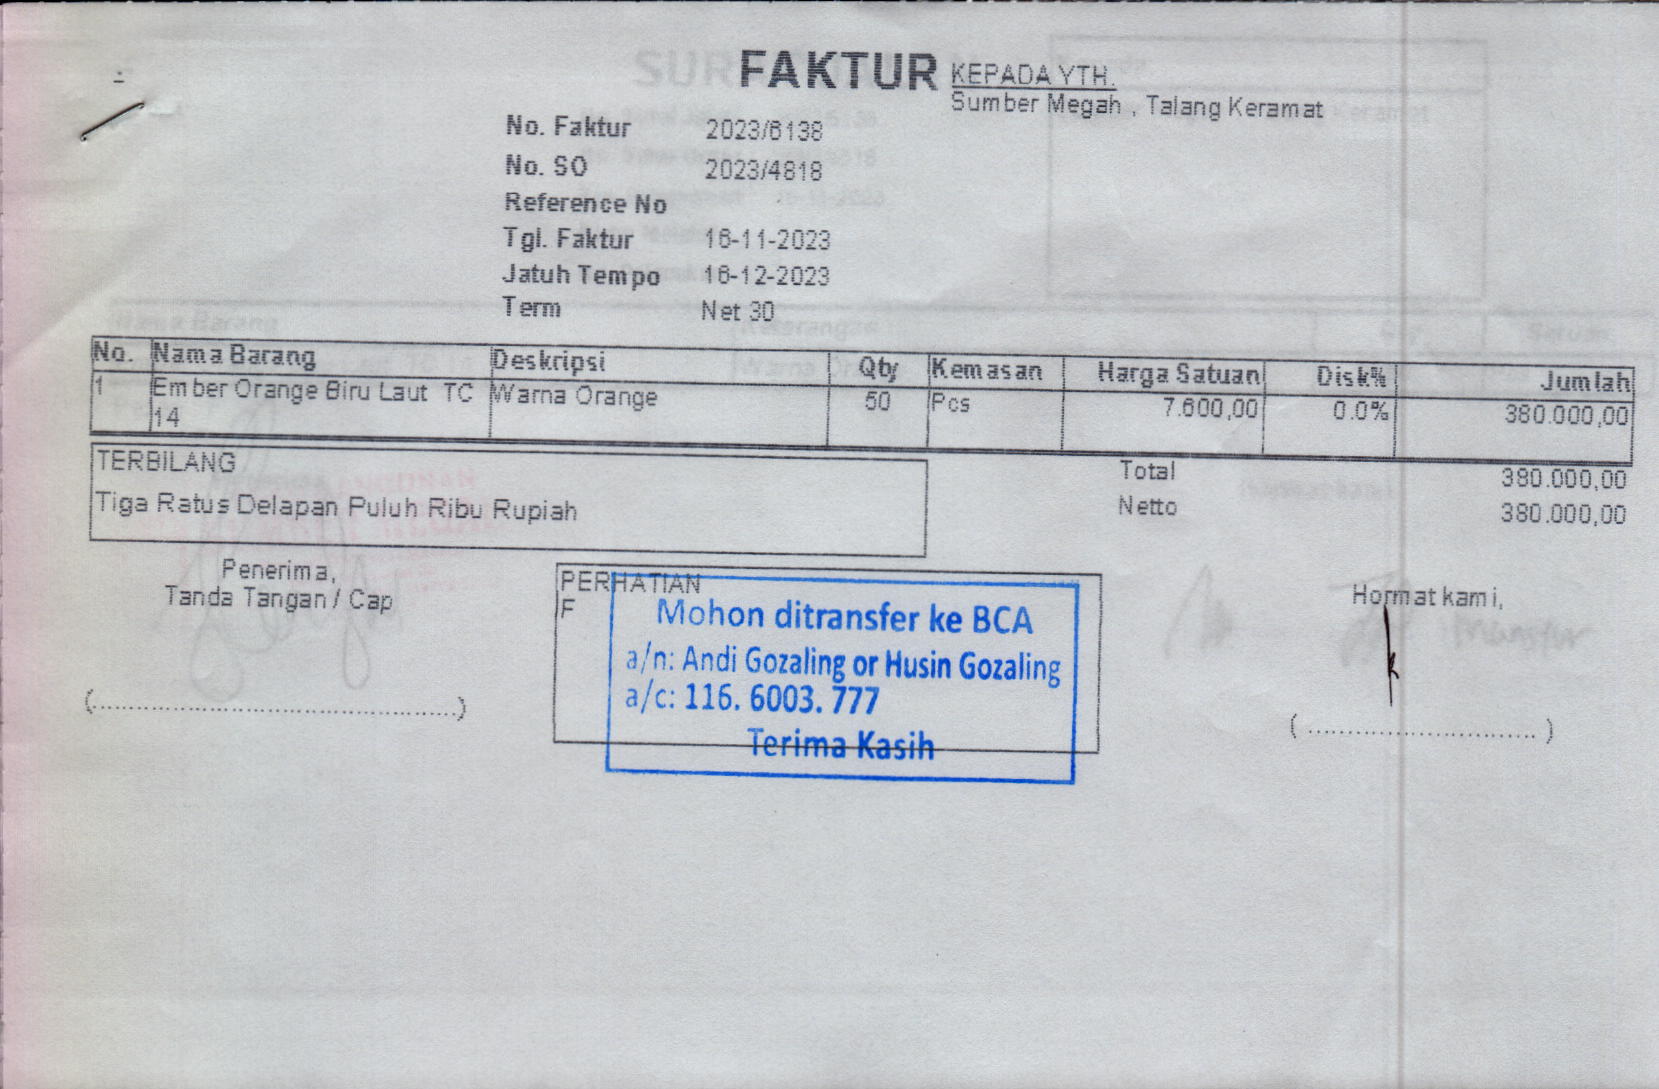 FAKTUR
KEPADA YTH.
Sumber Megah , Talang Keramat
No. Faktur 2023/6138
No. SO 2023/4818
Reference No
Tgl. Faktur 16-11-2023
Jatuh Tempo 16-12-2023
Term Net 30
No. Nama Barang Deskripsi Qty Kemasan Harga Satuan Disk% Jumlah
1 Ember Orange Biru Laut TC Warna Orange 50 Pcs 7.600,00 0.0% 380.000,00
14
TERBILANG
Tiga Ratus Delapan Puluh Ribu Rupiah
Total 380.000,00
Netto 380.000,00
Penerima,
Tanda Tangan / Cap
(..............................................)
PERHATIAN
F
Mohon ditransfer ke BCA
a/n: Andi Gozaling or Husin Gozaling
a/c: 116. 6003. 777
Terima Kasih
Hormat kami,
( ............................. )